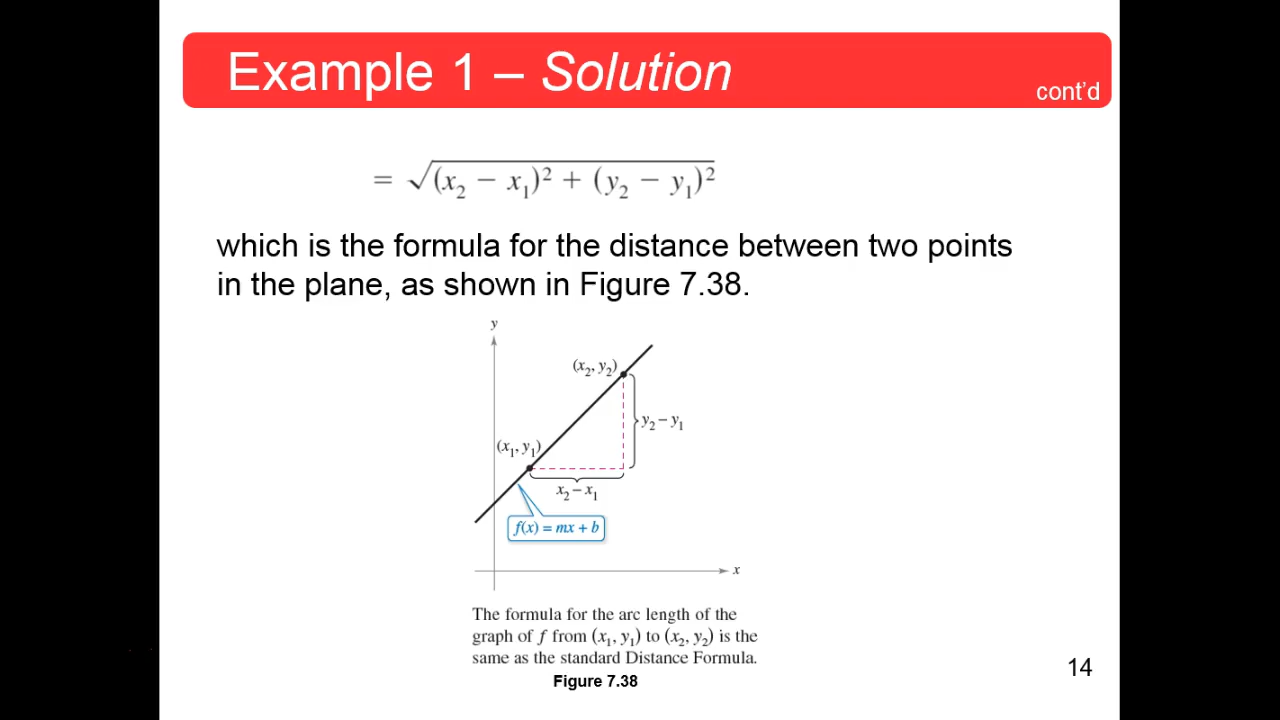 Example 1 – Solution
cont'd
= √(x₂ − x₁)² + (y₂ − y₁)²
which is the formula for the distance between two points
in the plane, as shown in Figure 7.38.
y
(x₂, y₂)
y₂ − y₁
(x₁, y₁)
x₂ − x₁
f(x) = mx + b
x
The formula for the arc length of the
graph of f from (x₁, y₁) to (x₂, y₂) is the
same as the standard Distance Formula.
Figure 7.38
14